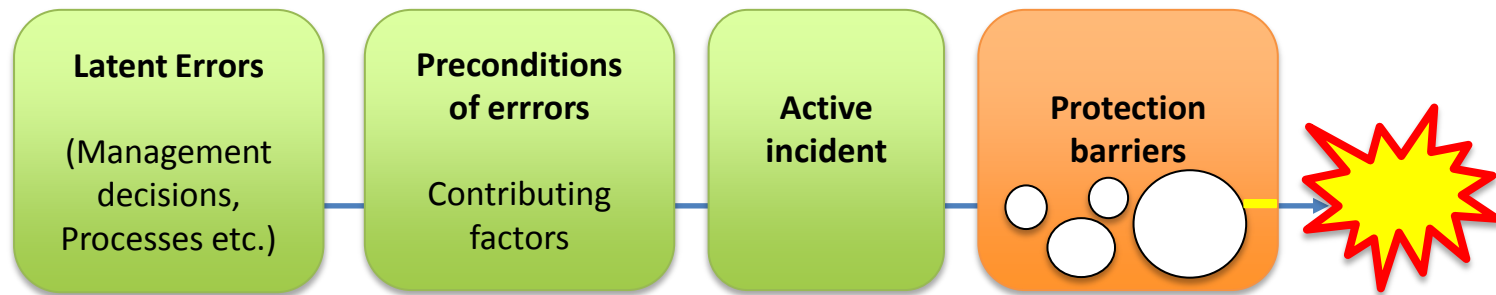 Latent Errors
(Management
decisions,
Processes etc.)
Preconditions
of errrors
Contributing
factors
Active
incident
Protection
barriers